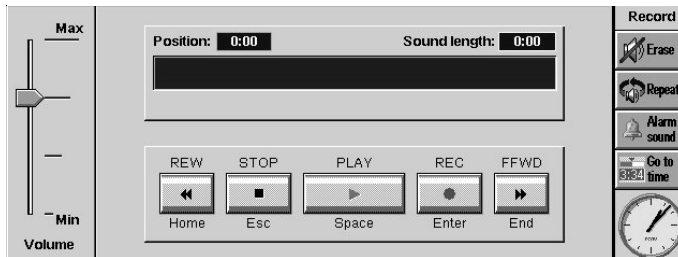 Max
Min
Volume
Position: 0:00 Sound length: 0:00
REW STOP PLAY REC FFWD
Home Esc Space Enter End
Record
Erase
Repeat
Alarm
sound
Go to
3:34 time